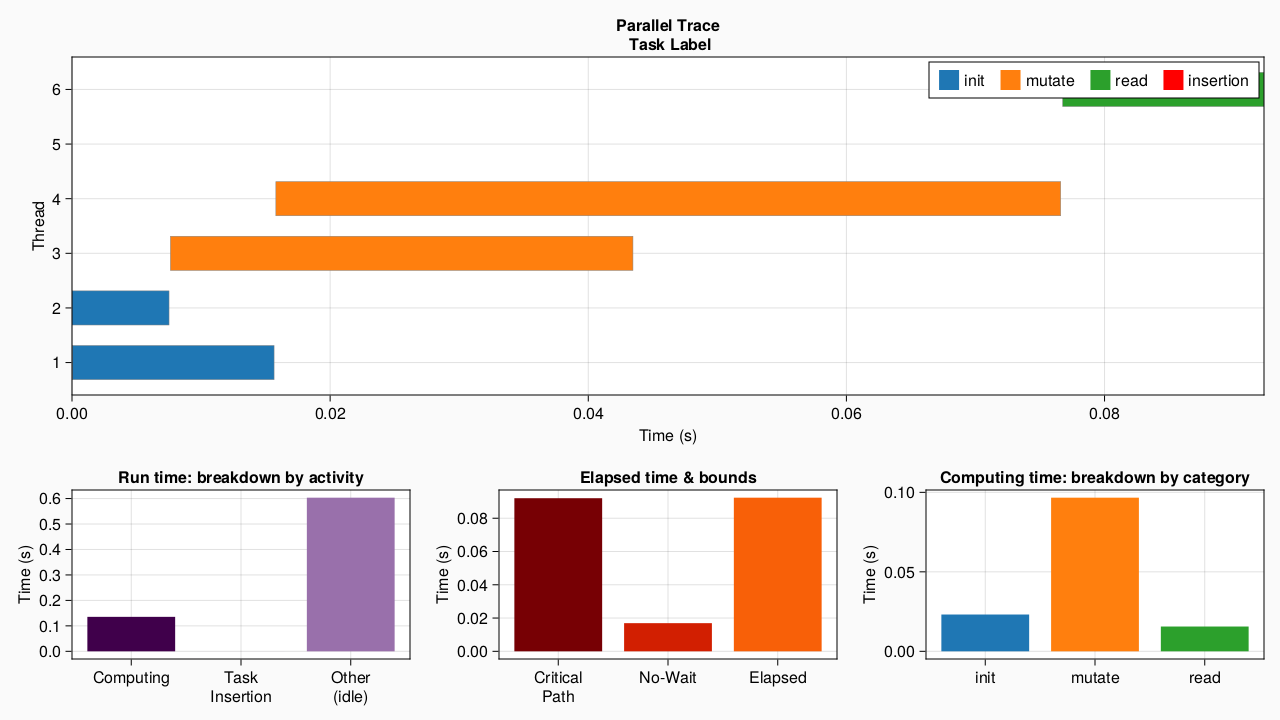 Parallel Trace
Task Label
init mutate read insertion
6
5
4
3
2
1
Thread
0.00 0.02 0.04 0.06 0.08
Time (s)
Run time: breakdown by activity
0.6
0.5
0.4
0.3
0.2
0.1
0.0
Time (s)
Computing Task Insertion Other (idle)
Elapsed time & bounds
0.08
0.06
0.04
0.02
0.00
Time (s)
Critical Path No-Wait Elapsed
Computing time: breakdown by category
0.10
0.05
0.00
Time (s)
init mutate read